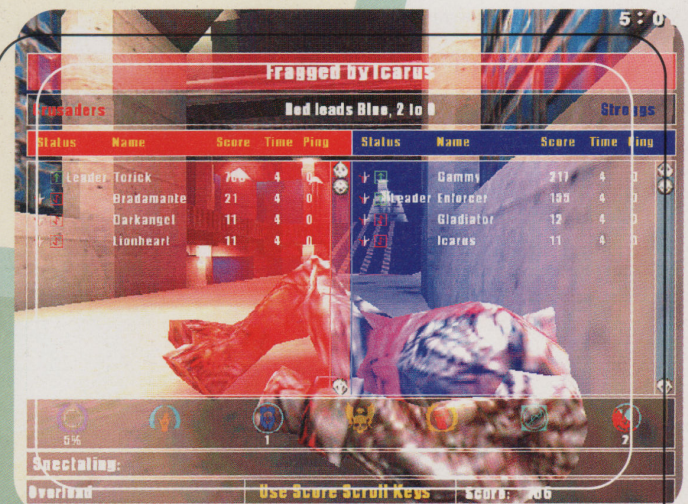 5:0
Fragged by Icarus
Crusaders Red leads Blue, 2 to 0 Stroggs
Status Name Score Time Ping Status Name Score Time Ping
Leader Torick 4 0 Gammy 217 4 0
Bradamante 21 4 0 Leader Enforcer 155 4 0
Darkangel 11 4 0 Gladiator 12 4 0
Lionheart 11 4 0 Icarus 11 4 0
0% 1 2
Spectating:
Overload Use Score Scroll Keys Score: